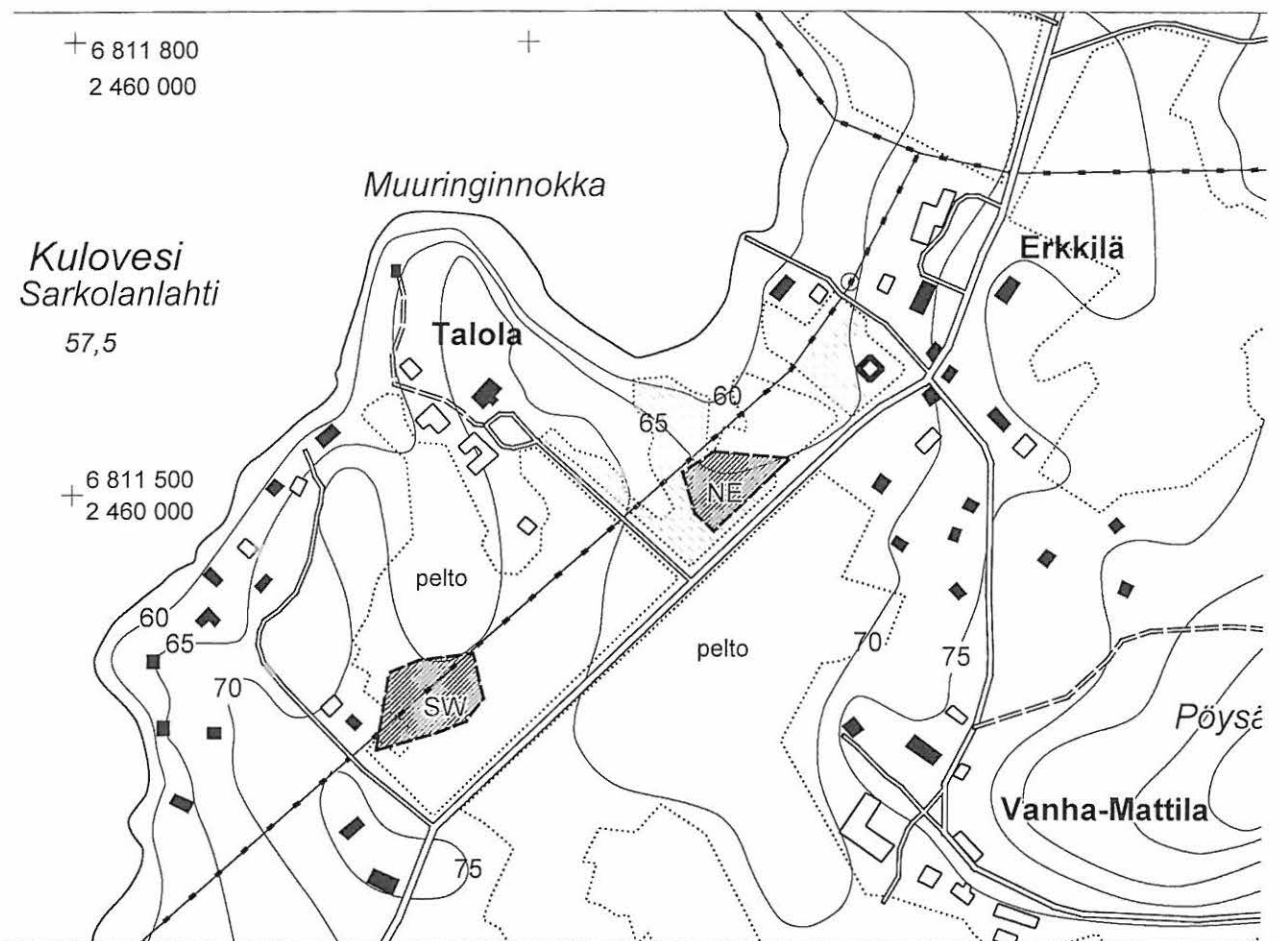 6 811 800
2 460 000
Muuringinnokka
Kulovesi
Sarkolanlahti
57,5
Erkkilä
Talola
60
65
6 811 500
2 460 000
NE
pelto
60
65
70
pelto
70
75
SW
Vanha-Mattila
75